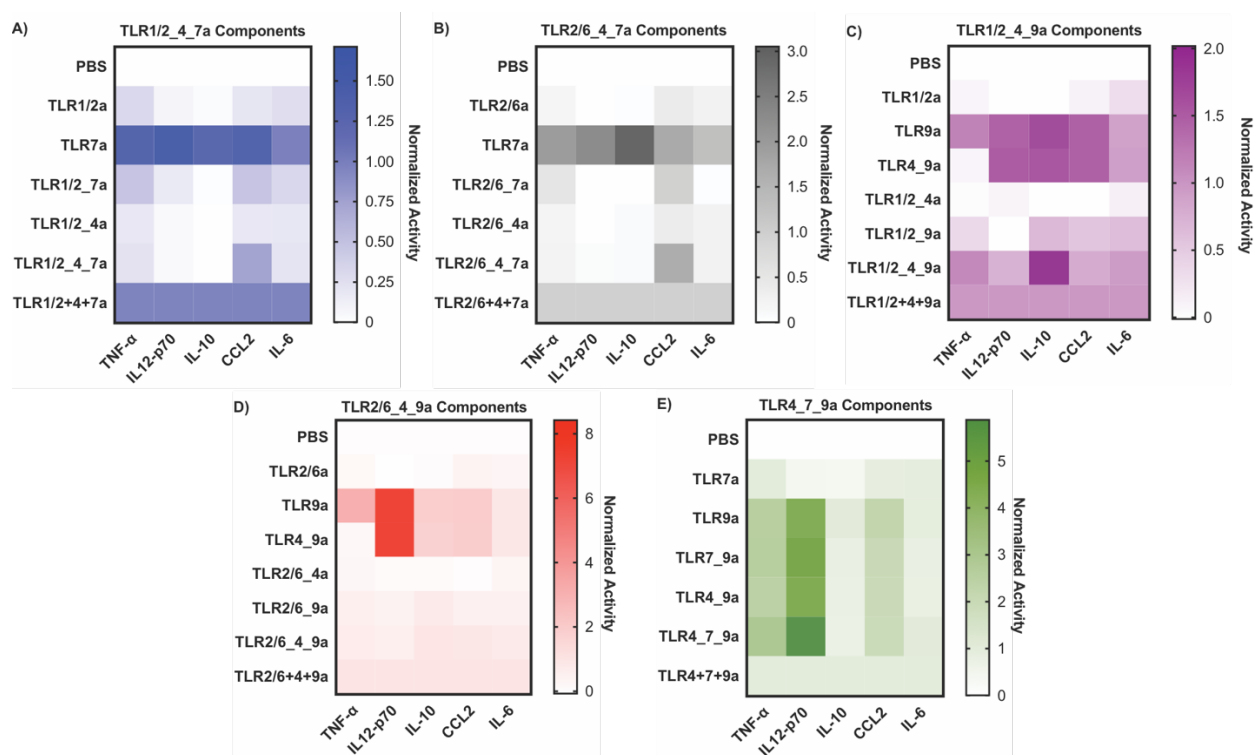 A)
TLR1/2_4_7a Components
PBS
TLR1/2a
TLR7a
TLR1/2_7a
TLR1/2_4a
TLR1/2_4_7a
TLR1/2+4+7a
TNF-α
IL12-p70
IL-10
CCL2
IL-6
1.50
1.00
0.75
0.50
0.25
0
Normalized Activity
B)
TLR2/6_4_7a Components
PBS
TLR2/6a
TLR7a
TLR2/6_7a
TLR2/6_4a
TLR2/6_4_7a
TLR2/6+4+7a
TNF-α
IL12-p70
IL-10
CCL2
IL-6
3.0
2.5
2.0
1.5
1.0
0.5
0
Normalized Activity
C)
TLR1/2_4_9a Components
PBS
TLR1/2a
TLR9a
TLR4_9a
TLR1/2_4a
TLR1/2_9a
TLR1/2_4_9a
TLR1/2+4+9a
TNF-α
IL12-p70
IL-10
CCL2
IL-6
2.0
1.5
1.0
0.5
0
Normalized Activity
D)
TLR2/6_4_9a Components
PBS
TLR2/6a
TLR9a
TLR4_9a
TLR2/6_4a
TLR2/6_9a
TLR2/6_4_9a
TLR2/6+4+9a
TNF-α
IL12-p70
IL-10
CCL2
IL-6
8
6
4
2
0
Normalized Activity
E)
TLR4_7_9a Components
PBS
TLR7a
TLR9a
TLR7_9a
TLR4_9a
TLR4_7_9a
TLR4+7+9a
TNF-α
IL12-p70
IL-10
CCL2
IL-6
5
4
3
2
1
0
Normalized Activity